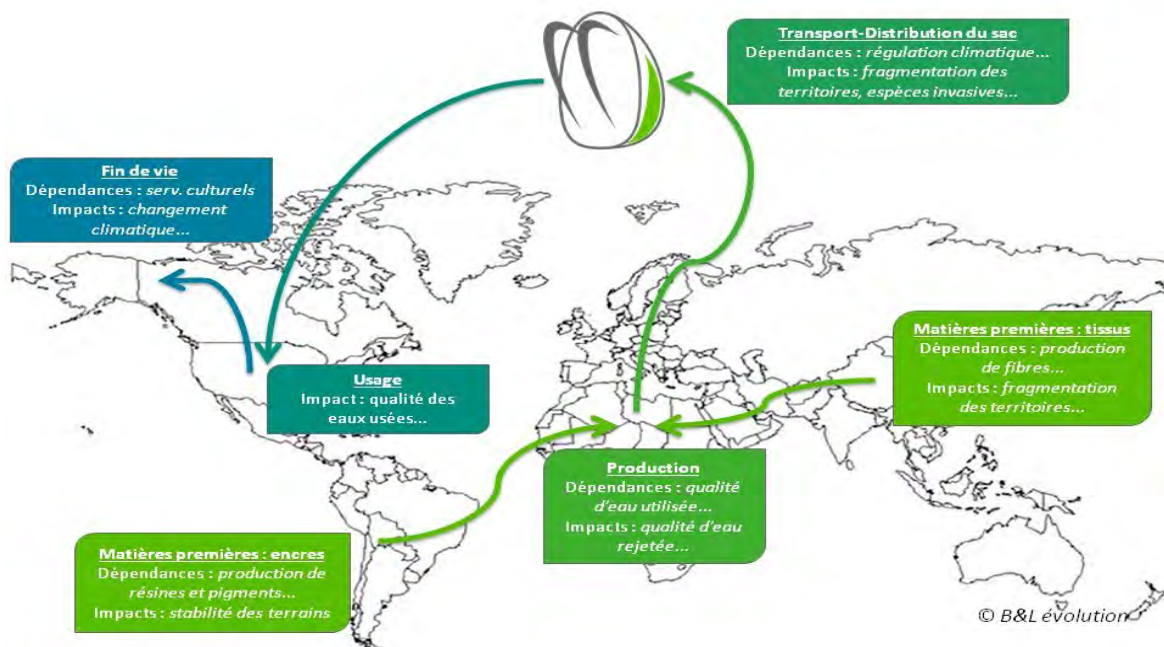 Transport-Distribution du sac
Dépendances : régulation climatique...
Impacts : fragmentation des
territoires, espèces invasives...
Fin de vie
Dépendances : serv. culturels
Impacts : changement
climatique...
Matières premières : tissus
Dépendances : production
de fibres...
Impacts : fragmentation
des territoires...
Usage
Impact : qualité des
eaux usées...
Production
Dépendances : qualité
d'eau utilisée...
Impacts : qualité d'eau
rejetée...
Matières premières : encres
Dépendances : production de
résines et pigments...
Impacts : stabilité des terrains
© B&L évolution